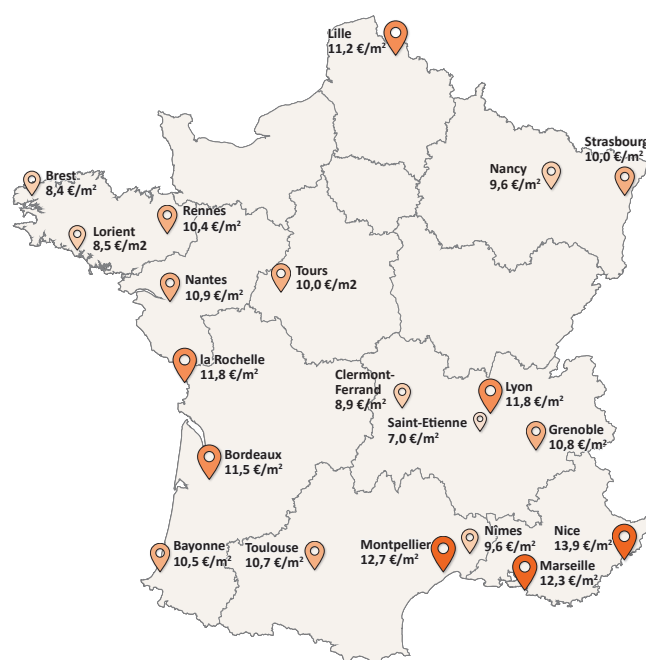 Lille
11,2 €/m²
Strasbourg
10,0 €/m²
Nancy
9,6 €/m²
Brest
8,4 €/m²
Rennes
10,4 €/m²
Lorient
8,5 €/m2
Tours
10,0 €/m2
Nantes
10,9 €/m²
la Rochelle
11,8 €/m²
Clermont-
Ferrand
8,9 €/m²
Lyon
11,8 €/m²
Saint-Etienne
7,0 €/m²
Grenoble
10,8 €/m²
Bordeaux
11,5 €/m²
Bayonne
10,5 €/m²
Toulouse
10,7 €/m²
Montpellier
12,7 €/m²
Nîmes
9,6 €/m²
Nice
13,9 €/m²
Marseille
12,3 €/m²